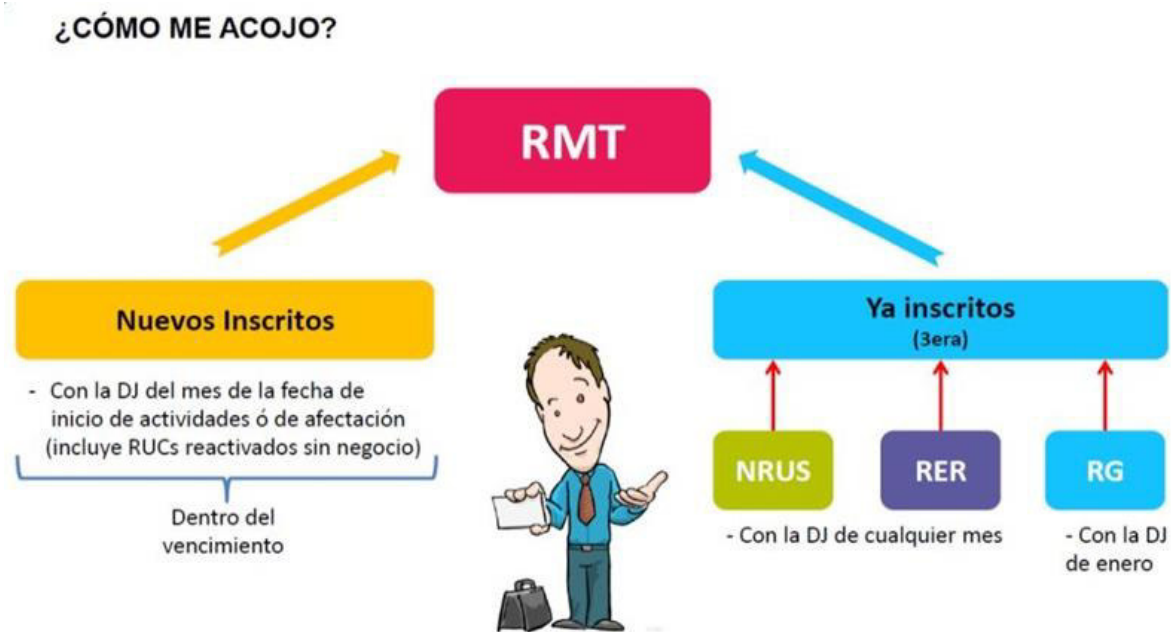 ¿CÓMO ME ACOJO?
RMT
Nuevos Inscritos
- Con la DJ del mes de la fecha de
inicio de actividades ó de afectación
(incluye RUCs reactivados sin negocio)
Dentro del
vencimiento
Ya inscritos
(3era)
NRUS
RER
RG
- Con la DJ de cualquier mes
- Con la DJ
de enero